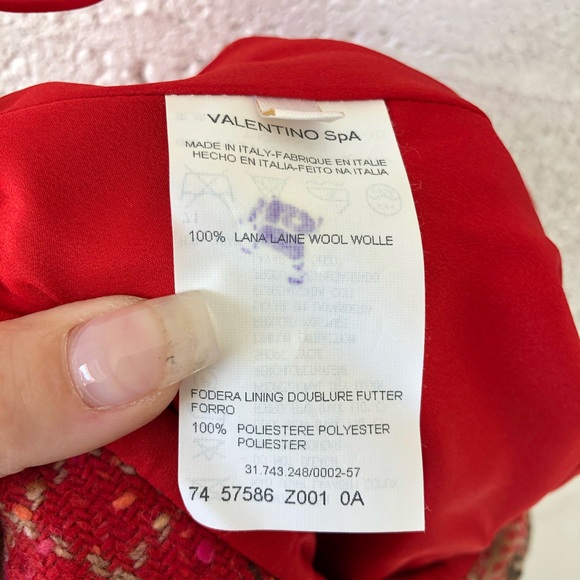 VALENTINO SpA
MADE IN ITALY-FABRIQUE EN ITALIE
HECHO EN ITALIA-FEITO NA ITALIA
100% LANA LAINE WOOL WOLLE
FODERA LINING DOUBLURE FUTTER
FORRO
100% POLIESTERE POLYESTER
POLIESTER
31.743.248/0002-57
74 57586 Z001 0A